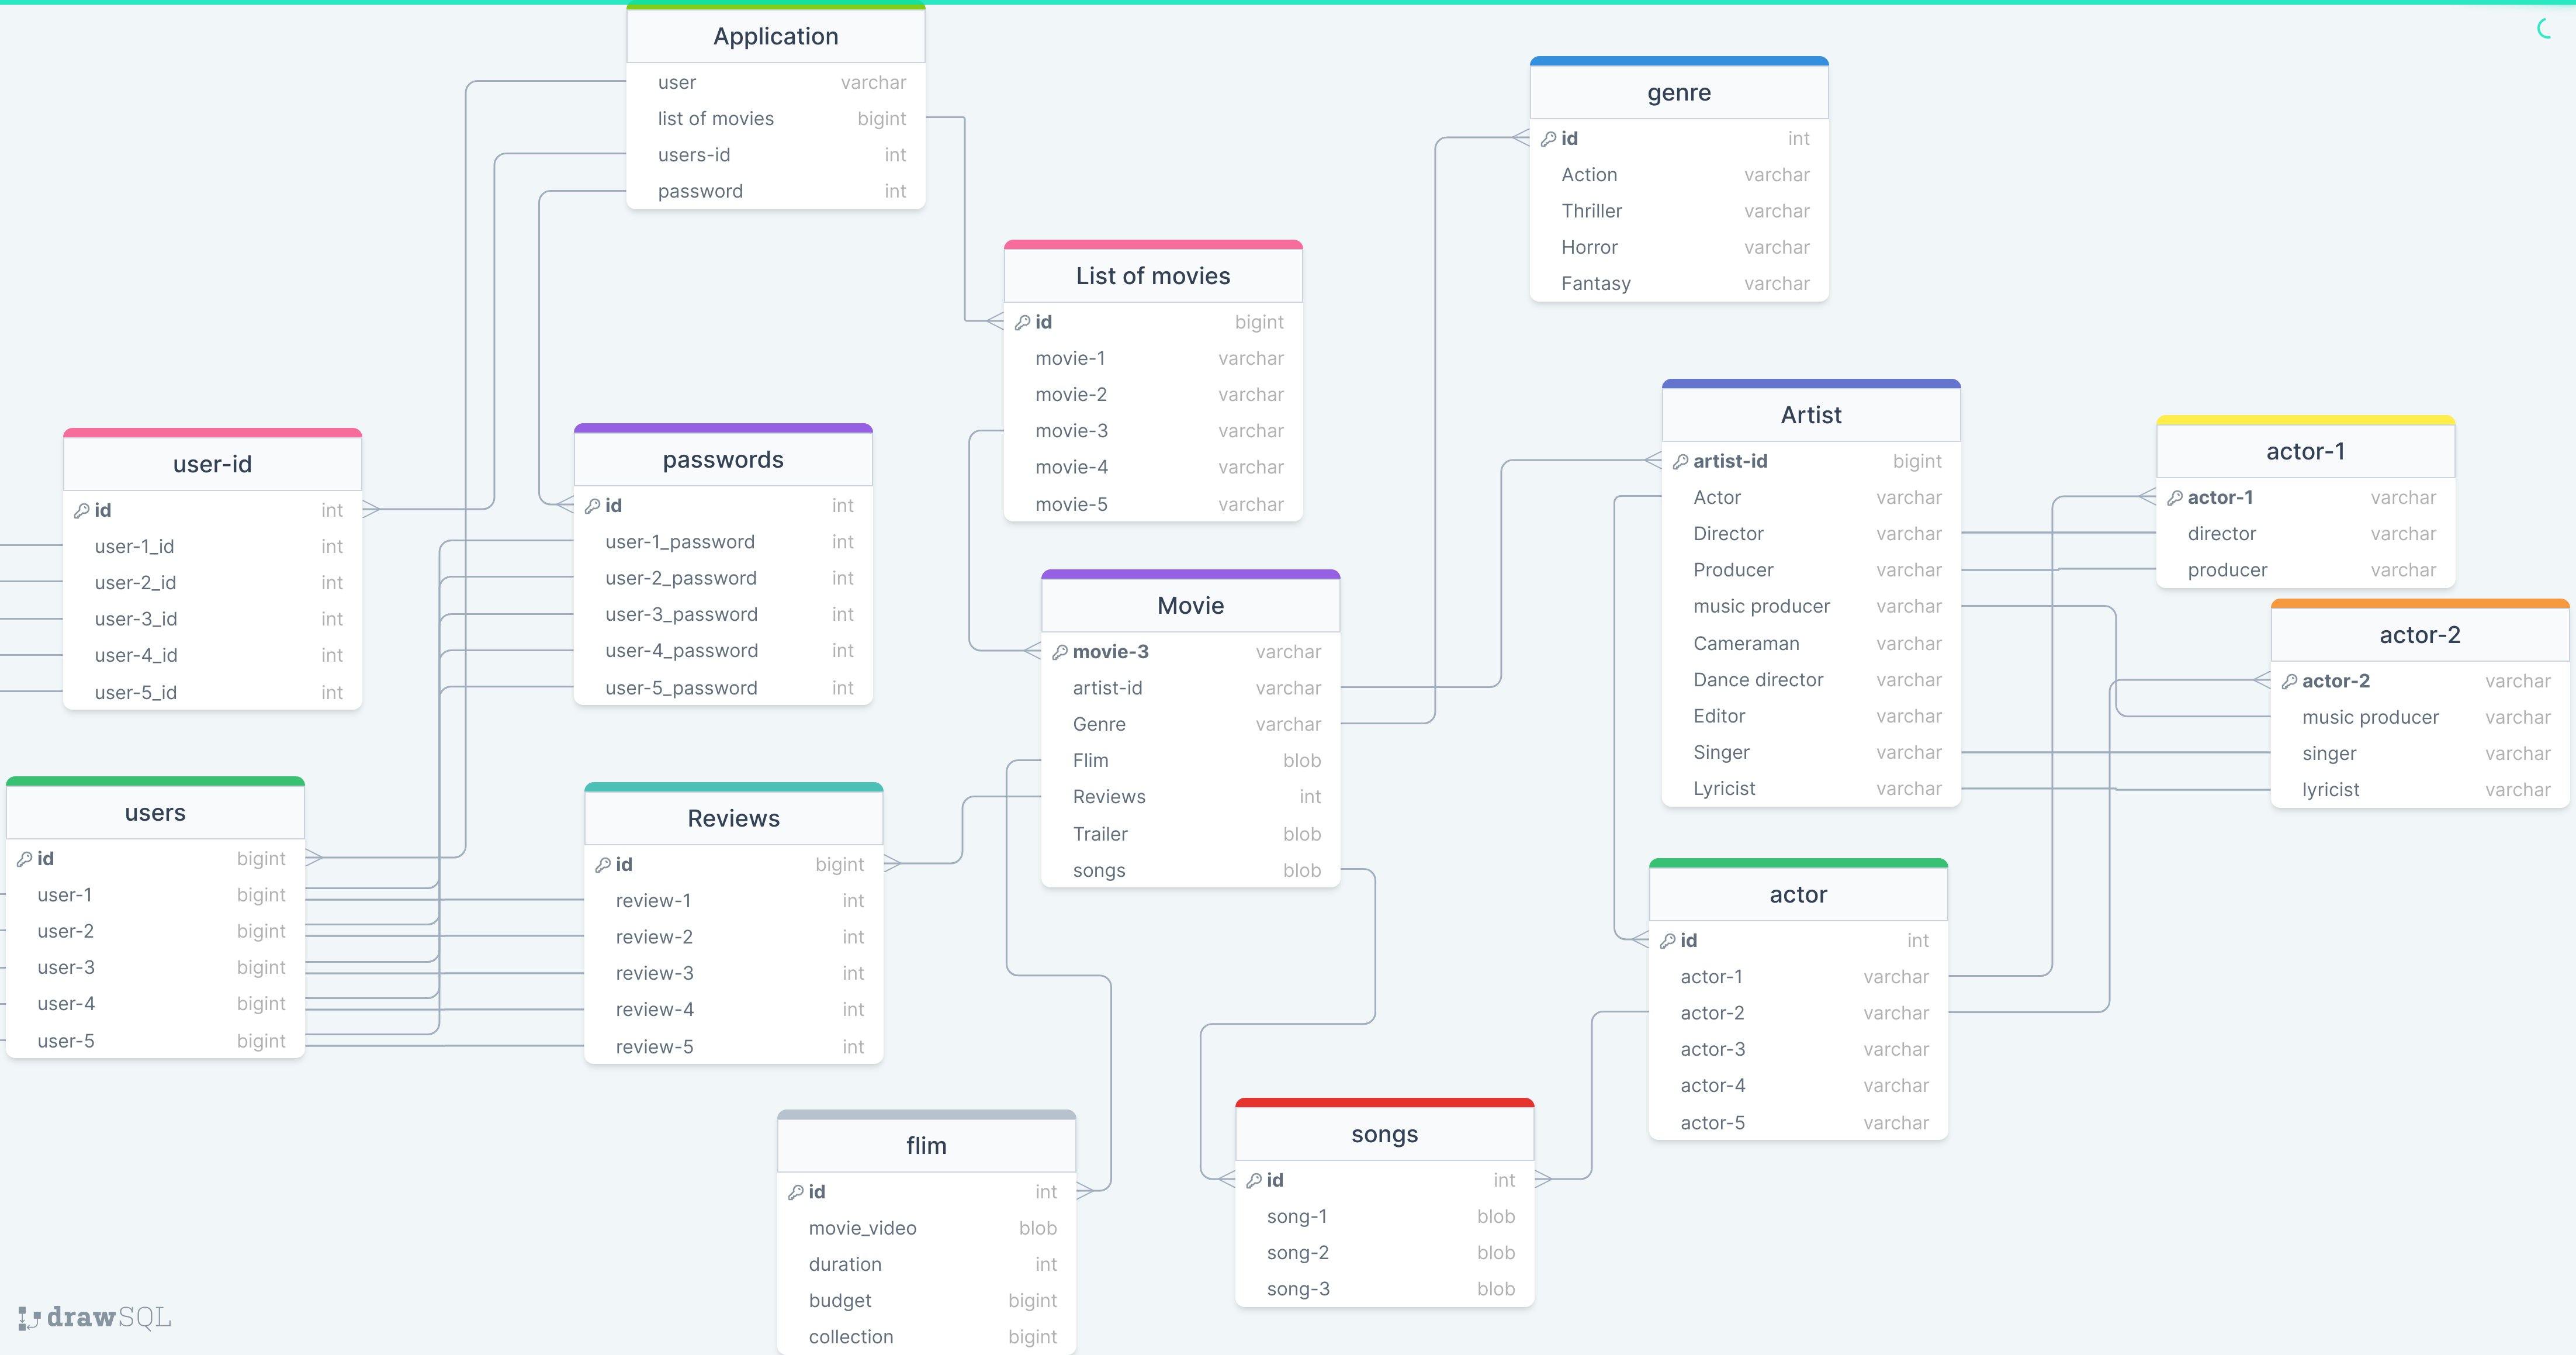 Application
user varchar
list of movies bigint
users-id int
password int
genre
id int
Action varchar
Thriller varchar
Horror varchar
Fantasy varchar
List of movies
id bigint
movie-1 varchar
movie-2 varchar
movie-3 varchar
movie-4 varchar
movie-5 varchar
user-id
id int
user-1_id int
user-2_id int
user-3_id int
user-4_id int
user-5_id int
passwords
id int
user-1_password int
user-2_password int
user-3_password int
user-4_password int
user-5_password int
Artist
artist-id bigint
Actor varchar
Director varchar
Producer varchar
music producer varchar
Cameraman varchar
Dance director varchar
Editor varchar
Singer varchar
Lyricist varchar
actor-1
actor-1 varchar
director varchar
producer varchar
Movie
movie-3 varchar
artist-id varchar
Genre varchar
Flim blob
Reviews int
Trailer blob
songs blob
actor-2
actor-2 varchar
music producer varchar
singer varchar
lyricist varchar
users
id bigint
user-1 bigint
user-2 bigint
user-3 bigint
user-4 bigint
user-5 bigint
Reviews
id bigint
review-1 int
review-2 int
review-3 int
review-4 int
review-5 int
actor
id int
actor-1 varchar
actor-2 varchar
actor-3 varchar
actor-4 varchar
actor-5 varchar
flim
id int
movie_video blob
duration int
budget bigint
collection bigint
songs
id int
song-1 blob
song-2 blob
song-3 blob
drawSQL